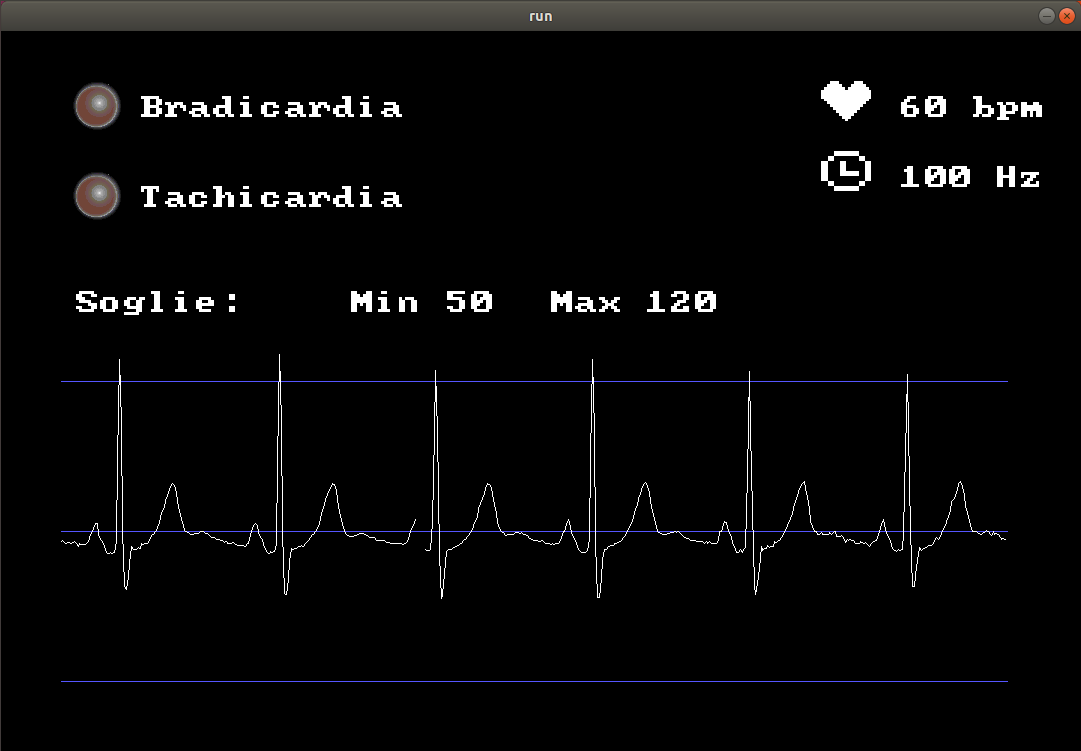 run
Bradicardia
60 bpm
Tachicardia
100 Hz
Soglie: Min 50 Max 120